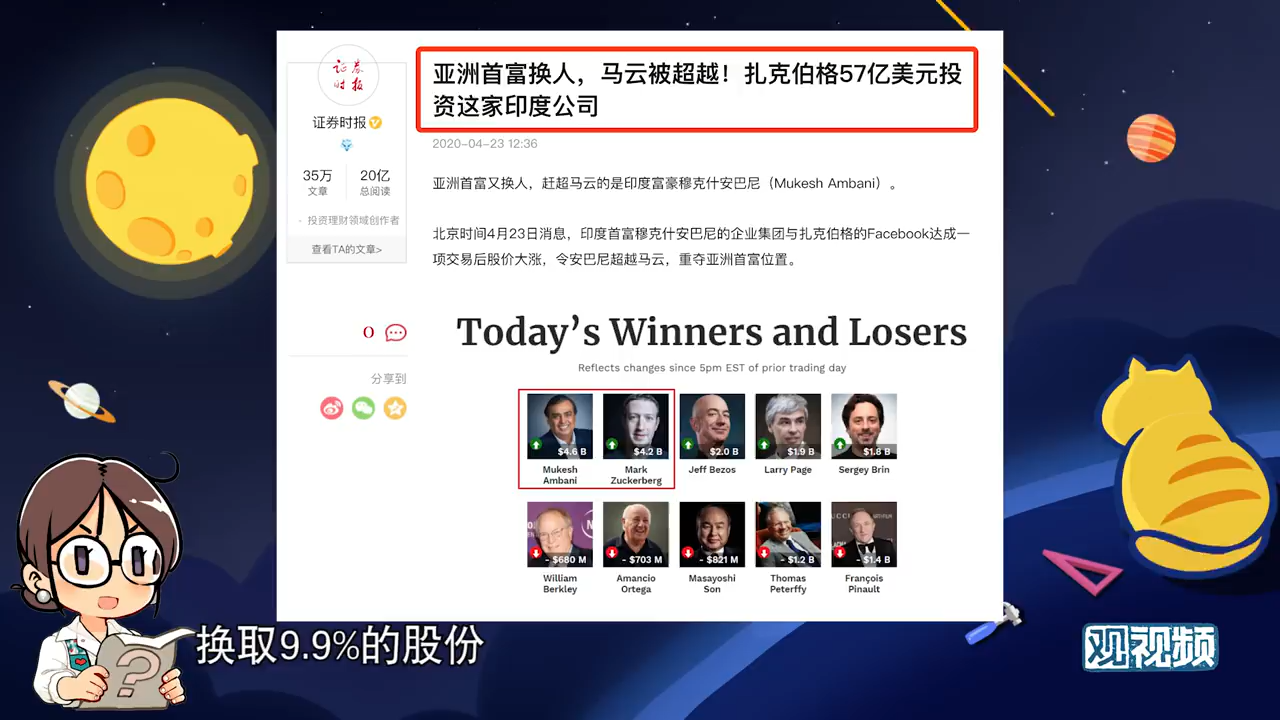 证券时报
证券时报
35万
20亿
文章
总阅读
· 投资理财领域创作者
查看TA的文章>
0
分享到
亚洲首富换人，马云被超越！扎克伯格57亿美元投
资这家印度公司
2020-04-23 12:36
亚洲首富又换人，赶超马云的是印度富豪穆克什安巴尼（Mukesh Ambani）。
北京时间4月23日消息，印度首富穆克什安巴尼的企业集团与扎克伯格的Facebook达成一
项交易后股价大涨，令安巴尼超越马云，重夺亚洲首富位置。
Today’s Winners and Losers
Reflects changes since 5pm EST of prior trading day
$4.6 B
$4.2 B
$2.0 B
$1.9 B
$1.8 B
Mukesh
Ambani
Mark
Zuckerberg
Jeff Bezos
Larry Page
Sergey Brin
- $680 M
- $703 M
- $821 M
- $1.2 B
- $1.4 B
William
Berkley
Amancio
Ortega
Masayoshi
Son
Thomas
Peterffy
François
Pinault
?
换取9.9%的股份
观视频